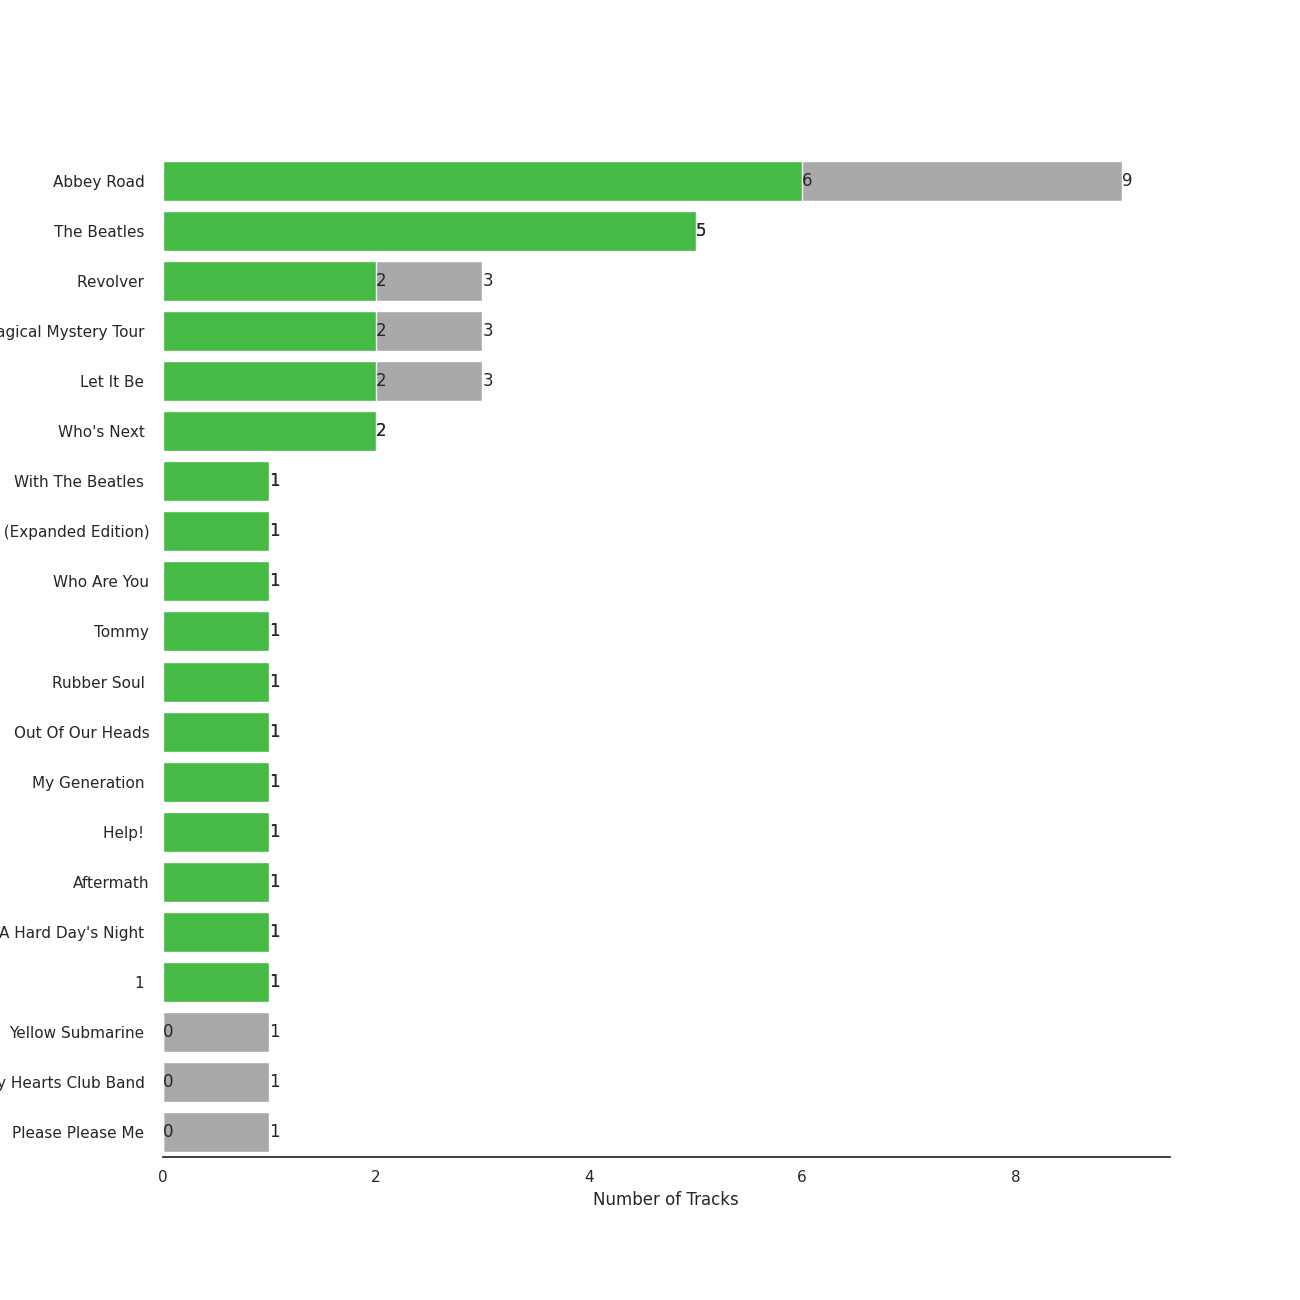 Abbey Road 6 9
The Beatles 5
Revolver 2 3
agical Mystery Tour 2 3
Let It Be 2 3
Who's Next 2
With The Beatles 1
(Expanded Edition) 1
Who Are You 1
Tommy 1
Rubber Soul 1
Out Of Our Heads 1
My Generation 1
Help! 1
Aftermath 1
A Hard Day's Night 1
1 1
Yellow Submarine 0 1
y Hearts Club Band 0 1
Please Please Me 0 1
0 2 4 6 8
Number of Tracks